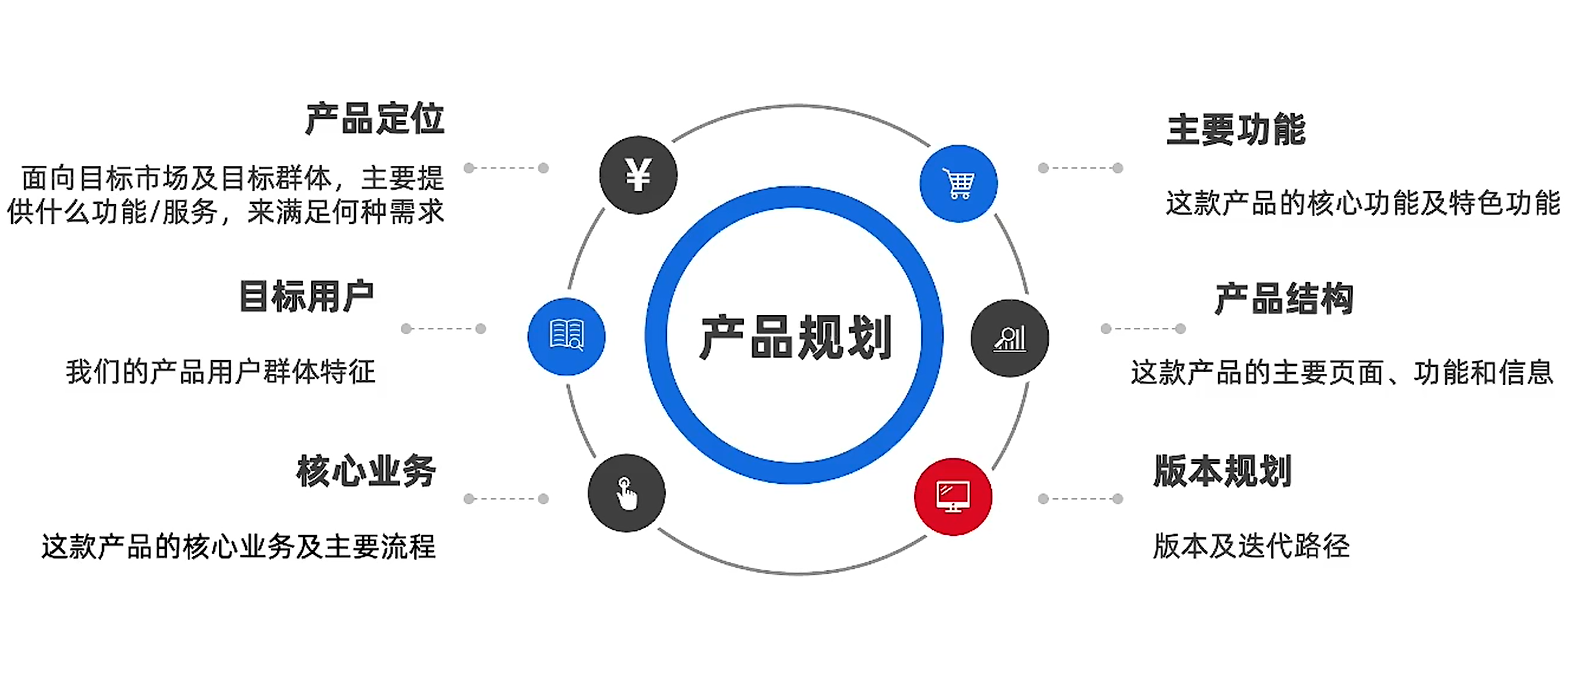 产品定位
面向目标市场及目标群体，主要提
供什么功能/服务，来满足何种需求
目标用户
我们的产品用户群体特征
核心业务
这款产品的核心业务及主要流程
¥
产品规划
主要功能
这款产品的核心功能及特色功能
产品结构
这款产品的主要页面、功能和信息
版本规划
版本及迭代路径